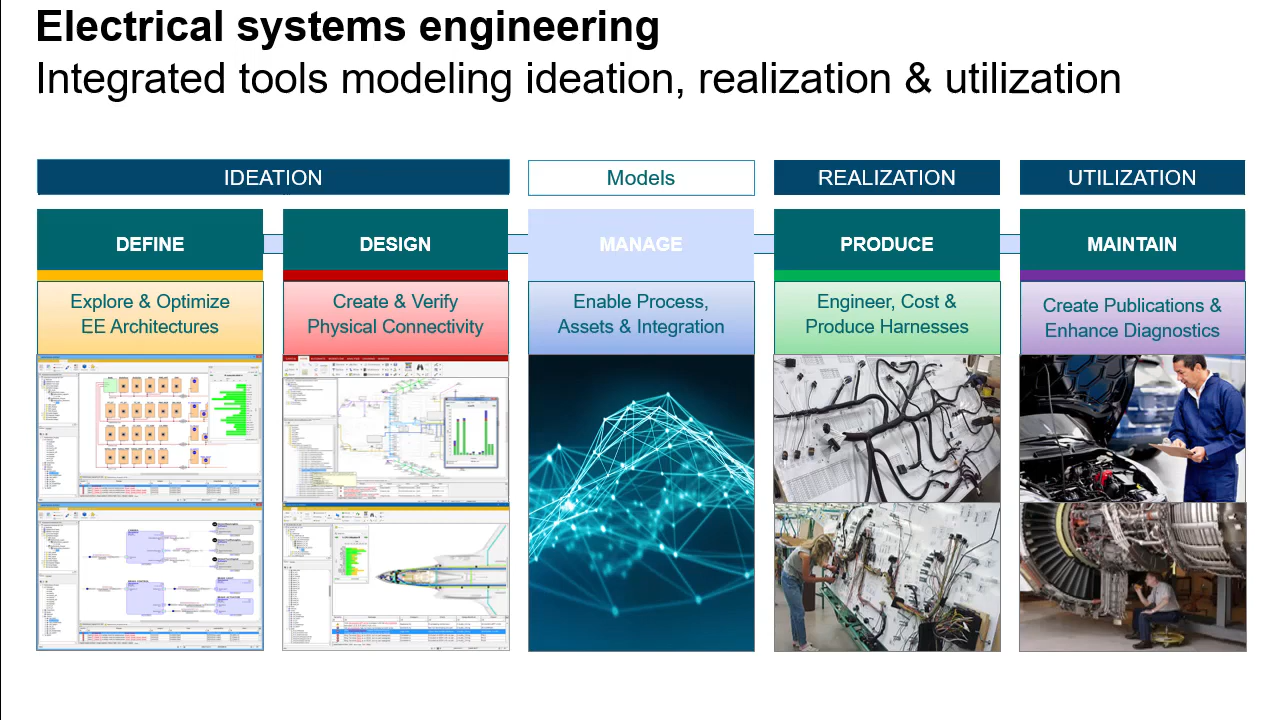 Electrical systems engineering
Integrated tools modeling ideation, realization & utilization
IDEATION
Models
REALIZATION
UTILIZATION
DEFINE
DESIGN
MANAGE
PRODUCE
MAINTAIN
Explore & Optimize
EE Architectures
Create & Verify
Physical Connectivity
Enable Process,
Assets & Integration
Engineer, Cost &
Produce Harnesses
Create Publications &
Enhance Diagnostics